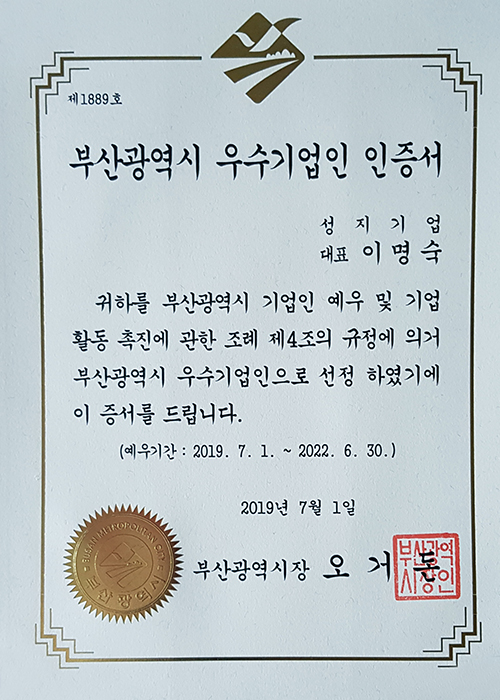 제1889호
부산광역시 우수기업인 인증서
성지기업
대표 이명숙
귀하를 부산광역시 기업인 예우 및 기업
활동 촉진에 관한 조례 제4조의 규정에 의거
부산광역시 우수기업인으로 선정 하였기에
이 증서를 드립니다.
(예우기간 : 2019. 7. 1. ~ 2022. 6. 30.)
2019년 7월 1일
부산광역시장 오거돈
부산광역
시장인
BUSAN METROPOLITAN CITY
부산광역시